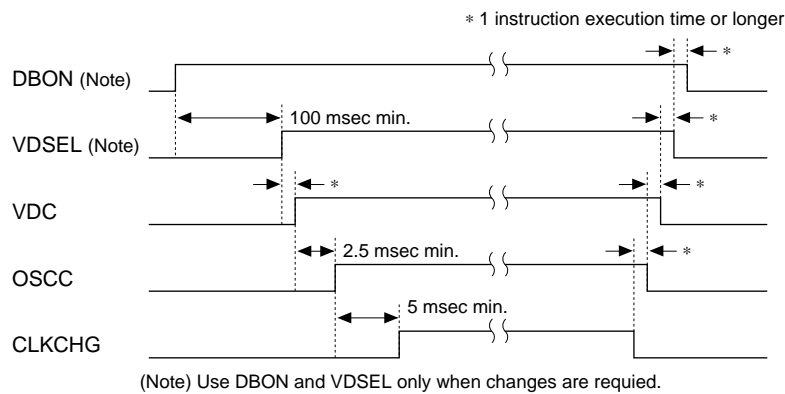 * 1 instruction execution time or longer
*
DBON (Note)
100 msec min.
*
VDSEL (Note)
*
*
VDC
2.5 msec min.
*
OSCC
5 msec min.
CLKCHG
(Note) Use DBON and VDSEL only when changes are requied.